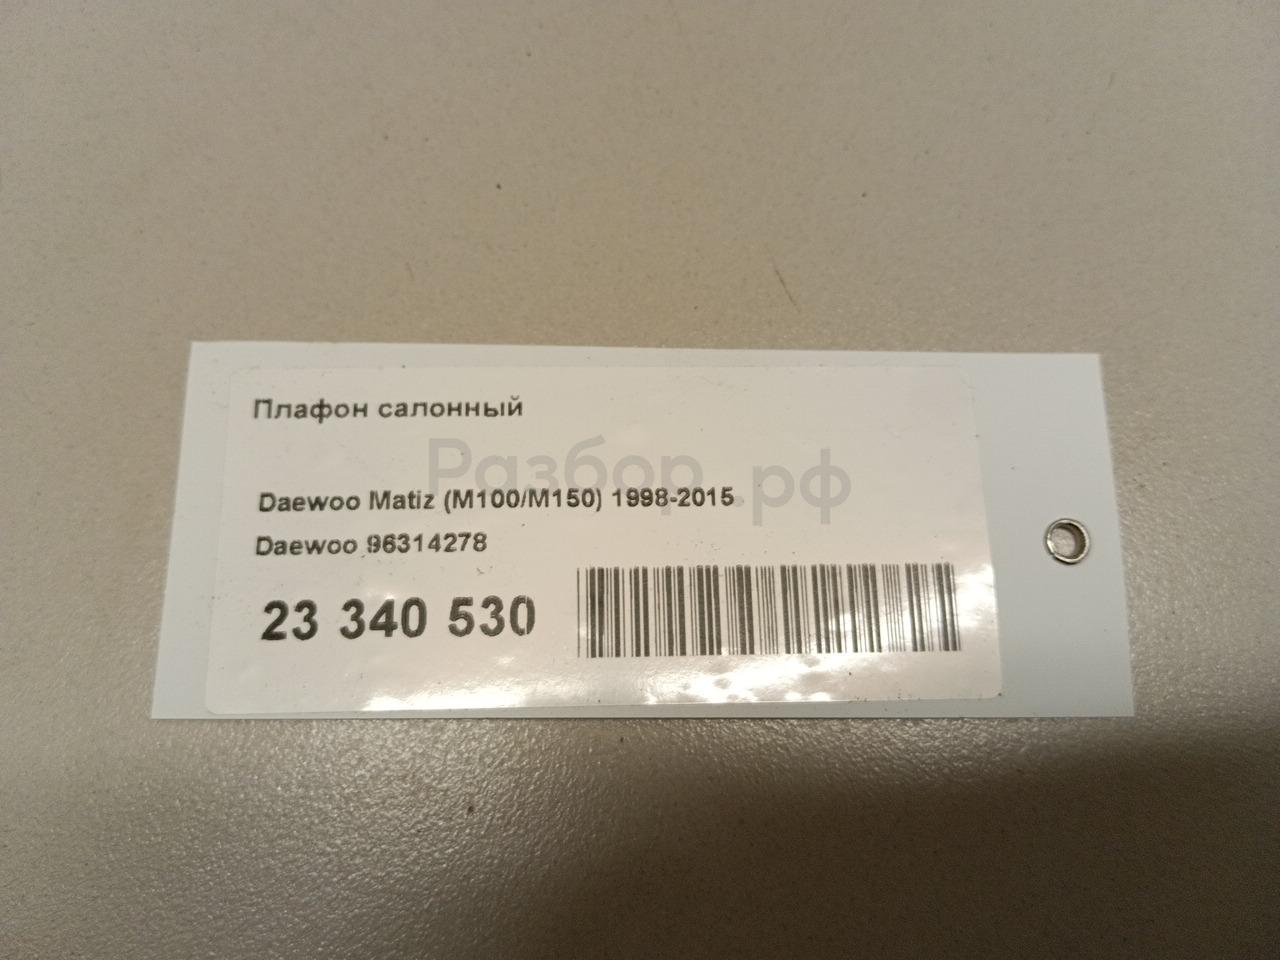 Плафон салонный
Разбор.рф
Daewoo Matiz (M100/M150) 1998-2015
Daewoo 96314278
23 340 530